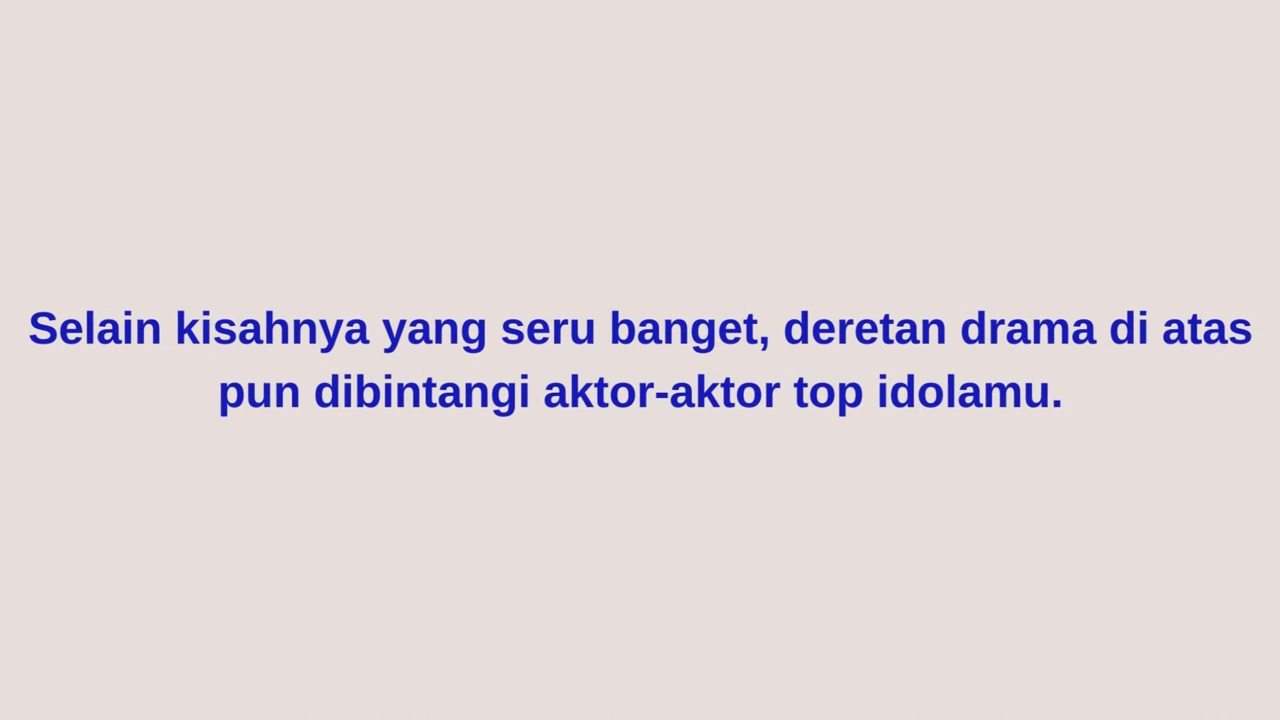 Selain kisahnya yang seru banget, deretan drama di atas
pun dibintangi aktor-aktor top idolamu.